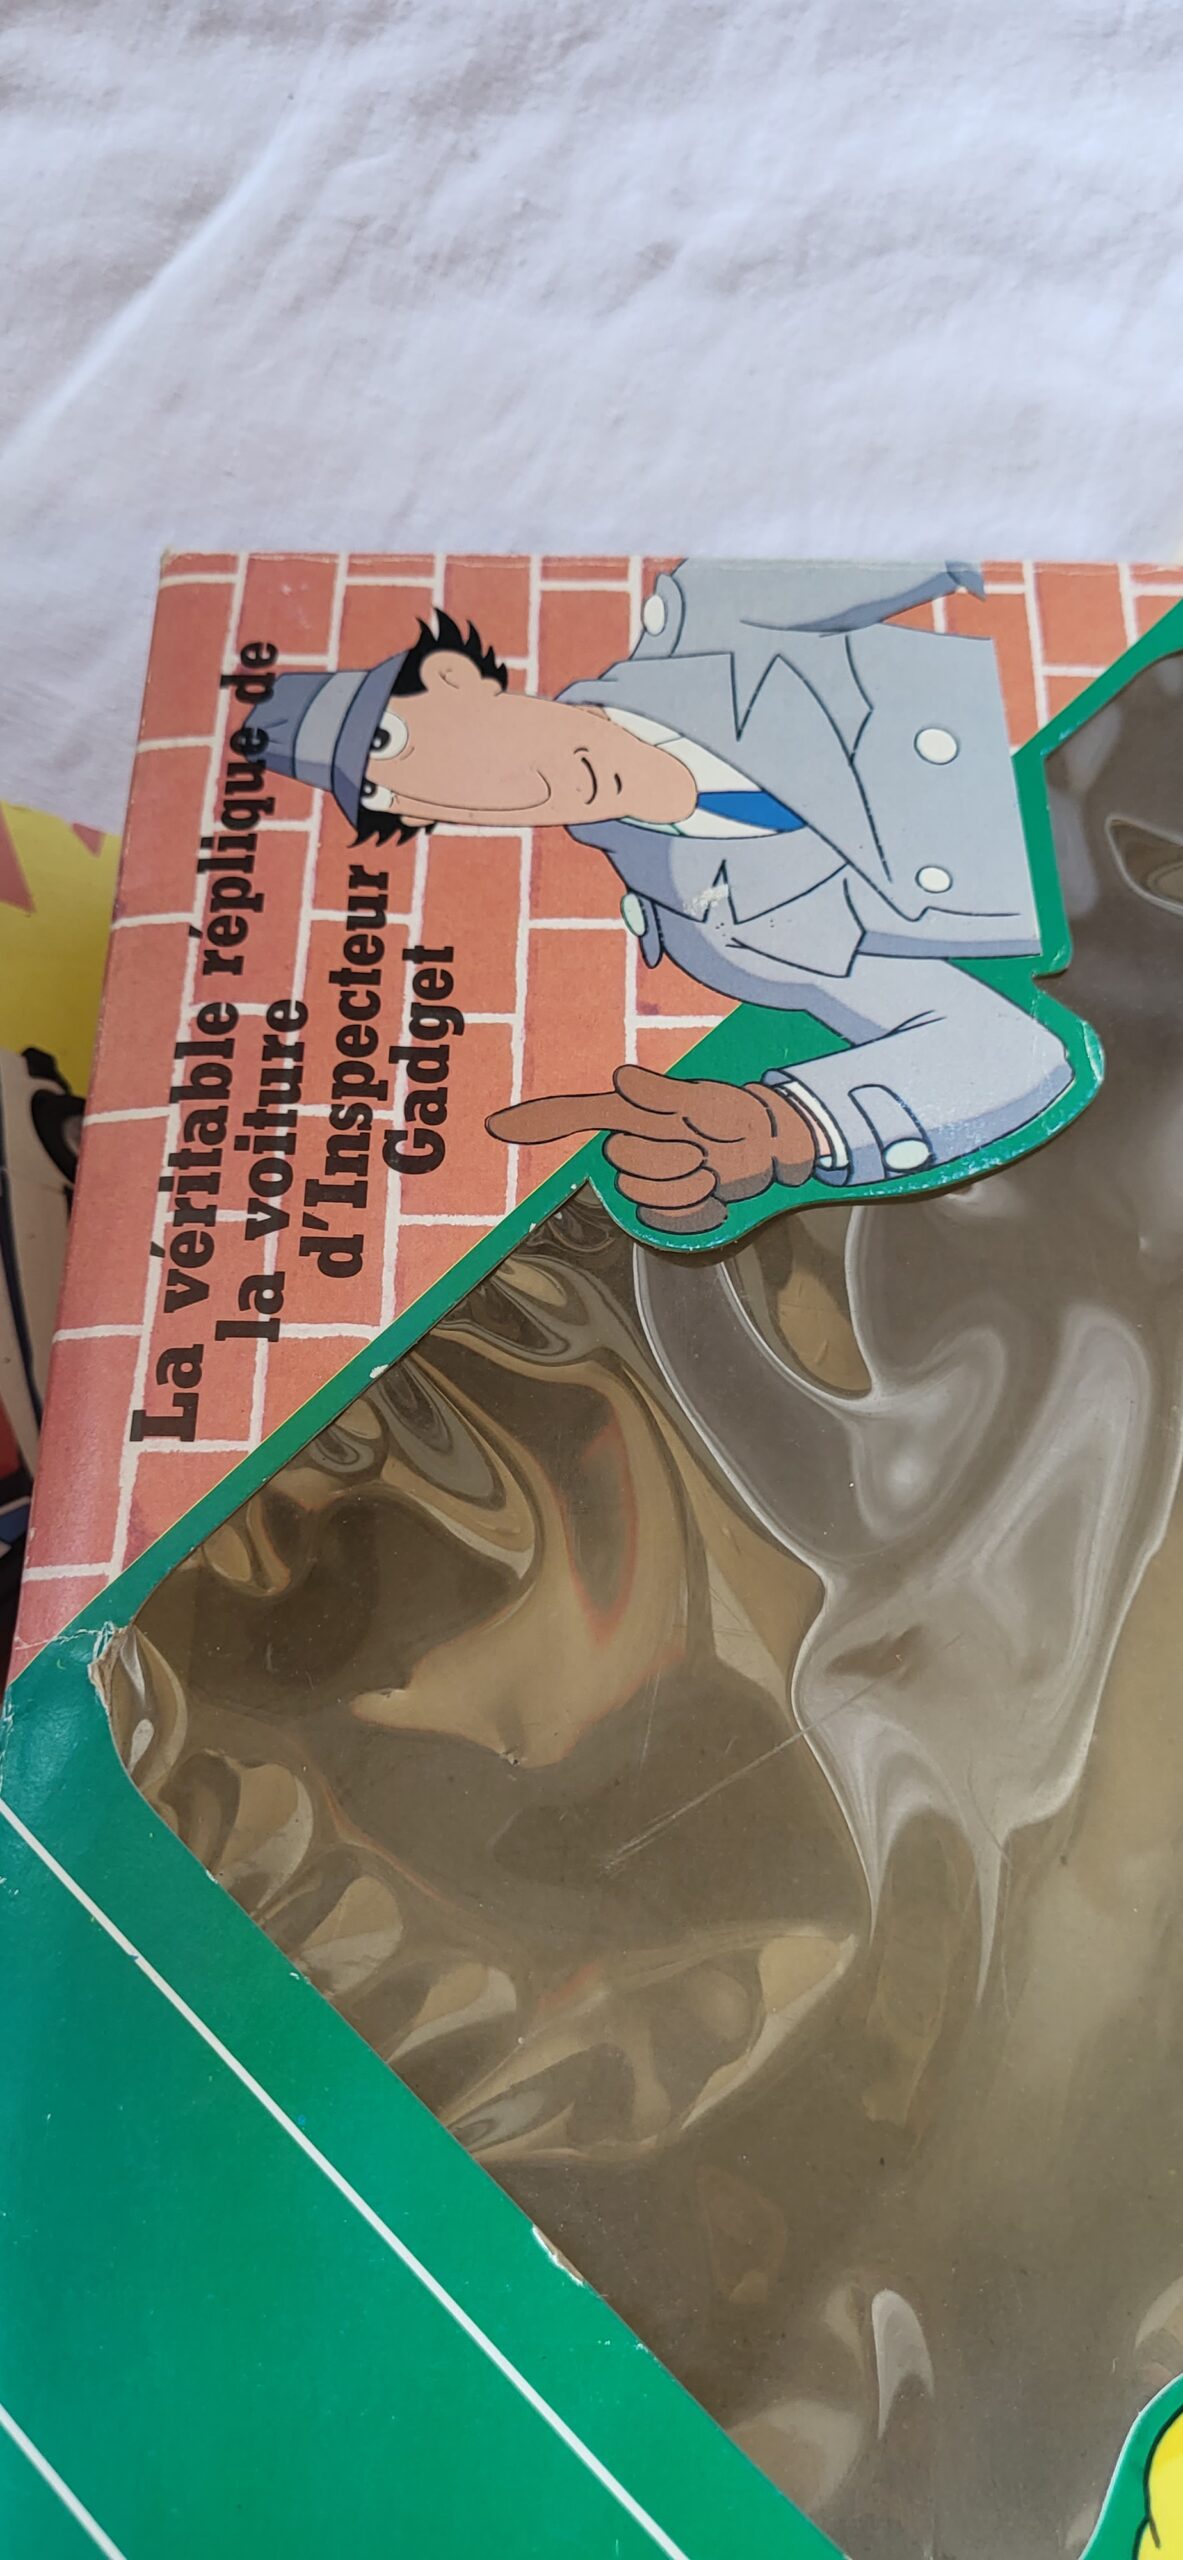 La véritable réplique de
la voiture
d'Inspecteur
Gadget